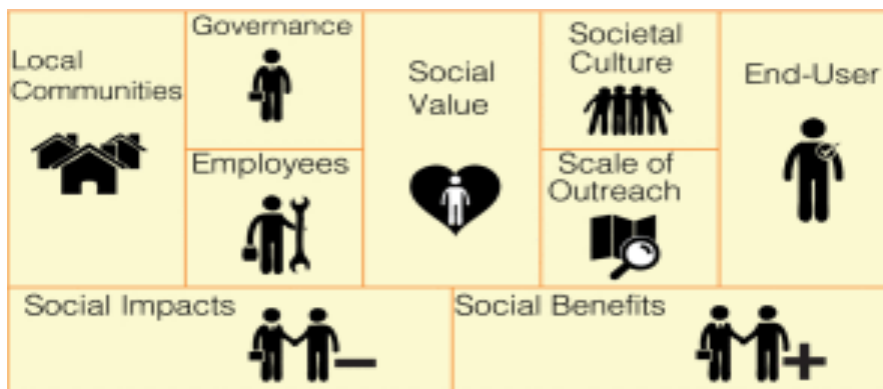 Local
Communities
Governance
Employees
Social
Value
Societal
Culture
Scale of
Outreach
End-User
Social Impacts
Social Benefits